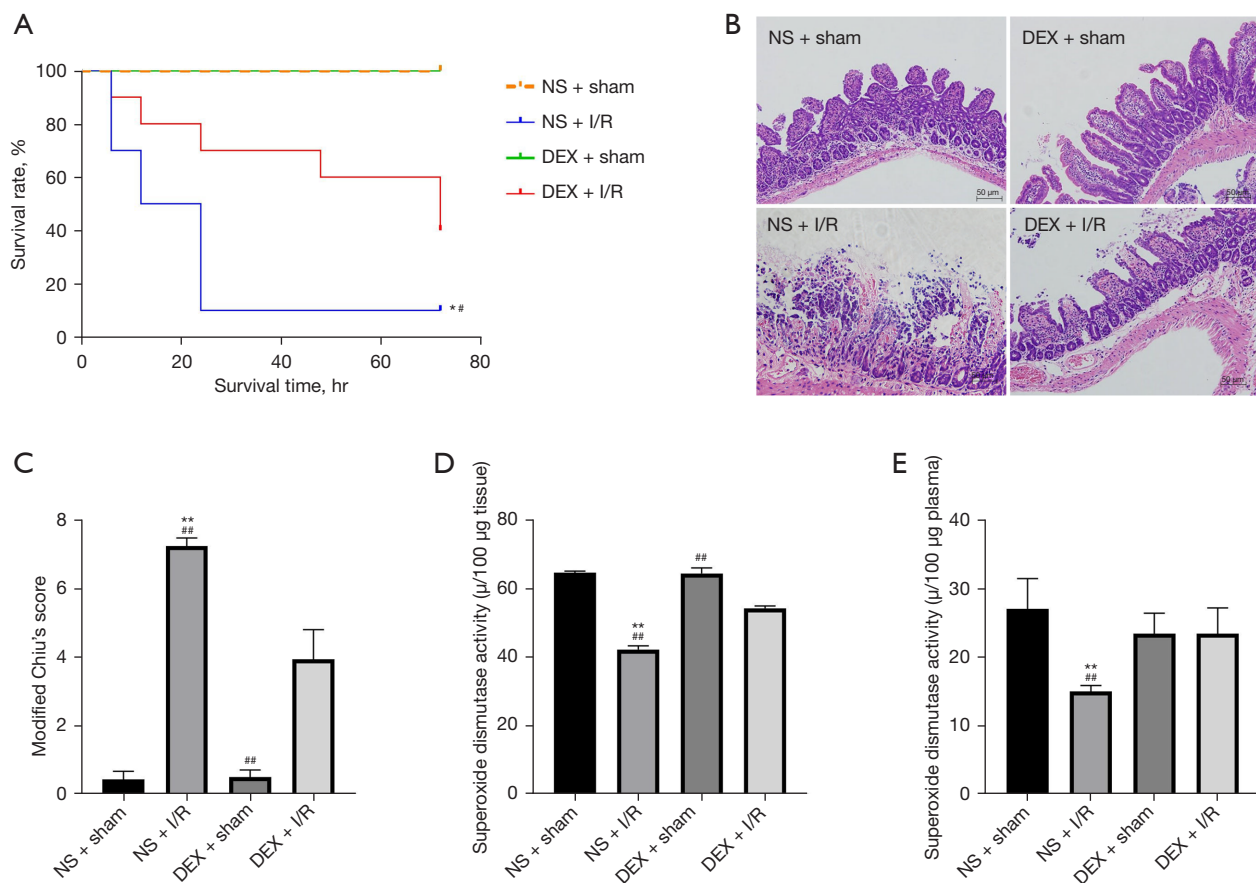 A
Survival rate, %
100
80
60
40
20
0
0 20 40 60 80
Survival time, hr
* #
NS + sham
NS + I/R
DEX + sham
DEX + I/R
B
NS + sham
50 µm
DEX + sham
50 µm
NS + I/R
DEX + I/R
50 µm
C
Modified Chiu's score
8
6
4
2
0
**
##
##
NS + sham
NS + I/R
DEX + sham
DEX + I/R
D
Superoxide dismutase activity (µ/100 µg tissue)
80
60
40
20
0
**
##
##
NS + sham
NS + I/R
DEX + sham
DEX + I/R
E
Superoxide dismutase activity (µ/100 µg plasma)
40
30
20
10
0
**
##
NS + sham
NS + I/R
DEX + sham
DEX + I/R